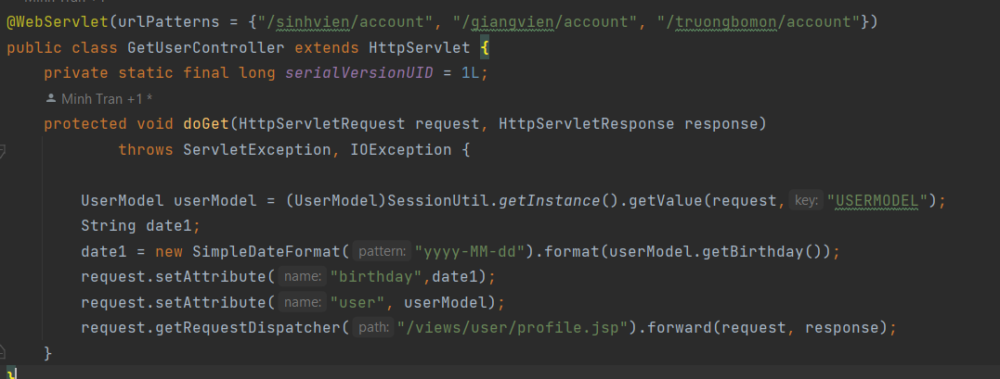 Minh Tran +1
@WebServlet(urlPatterns = {"/sinhvien/account", "/giangvien/account", "/truongbomon/account"})
public class GetUserController extends HttpServlet {
private static final long serialVersionUID = 1L;
Minh Tran +1 *
protected void doGet(HttpServletRequest request, HttpServletResponse response)
throws ServletException, IOException {
UserModel userModel = (UserModel)SessionUtil.getInstance().getValue(request, key: "USERMODEL");
String date1;
date1 = new SimpleDateFormat( pattern: "yyyy-MM-dd").format(userModel.getBirthday());
request.setAttribute( name: "birthday",date1);
request.setAttribute( name: "user", userModel);
request.getRequestDispatcher( path: "/views/user/profile.jsp").forward(request, response);
}
}